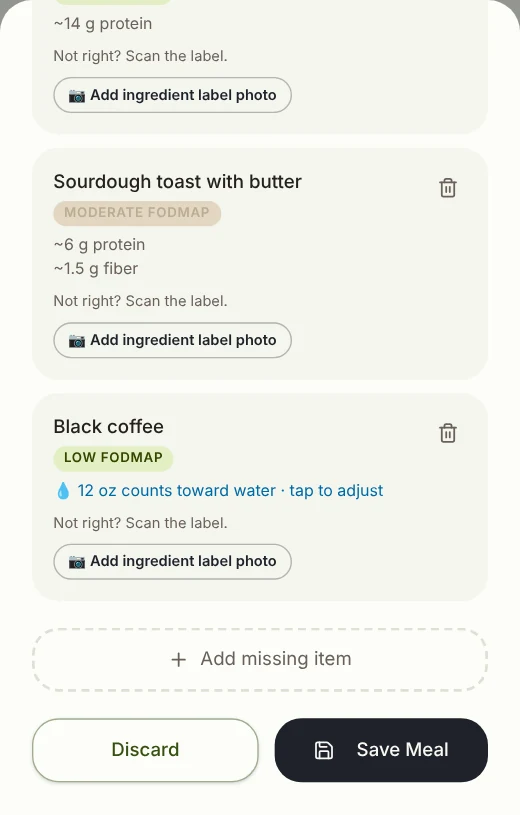 ~14 g protein
Not right? Scan the label.
Add ingredient label photo
Sourdough toast with butter
MODERATE FODMAP
~6 g protein
~1.5 g fiber
Not right? Scan the label.
Add ingredient label photo
Black coffee
LOW FODMAP
12 oz counts toward water · tap to adjust
Not right? Scan the label.
Add ingredient label photo
Add missing item
Discard
Save Meal